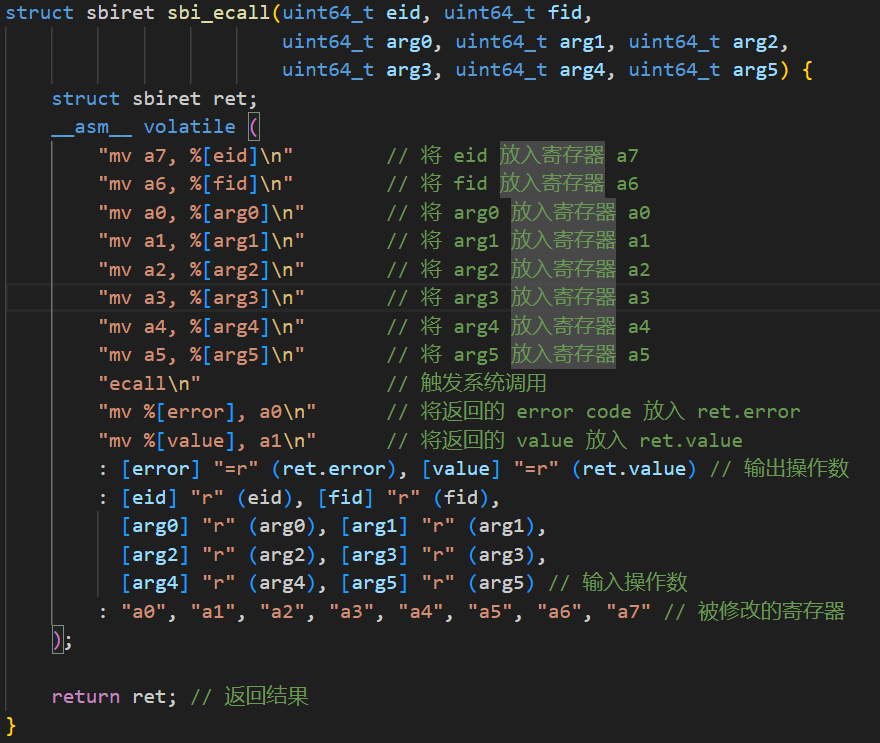 struct sbiret sbi_ecall(uint64_t eid, uint64_t fid,
                        uint64_t arg0, uint64_t arg1, uint64_t arg2,
                        uint64_t arg3, uint64_t arg4, uint64_t arg5) {
    struct sbiret ret;
    __asm__ volatile (
        "mv a7, %[eid]\n"        // 将 eid 放入寄存器 a7
        "mv a6, %[fid]\n"        // 将 fid 放入寄存器 a6
        "mv a0, %[arg0]\n"       // 将 arg0 放入寄存器 a0
        "mv a1, %[arg1]\n"       // 将 arg1 放入寄存器 a1
        "mv a2, %[arg2]\n"       // 将 arg2 放入寄存器 a2
        "mv a3, %[arg3]\n"       // 将 arg3 放入寄存器 a3
        "mv a4, %[arg4]\n"       // 将 arg4 放入寄存器 a4
        "mv a5, %[arg5]\n"       // 将 arg5 放入寄存器 a5
        "ecall\n"                // 触发系统调用
        "mv %[error], a0\n"      // 将返回的 error code 放入 ret.error
        "mv %[value], a1\n"      // 将返回的 value 放入 ret.value
        : [error] "=r" (ret.error), [value] "=r" (ret.value) // 输出操作数
        : [eid] "r" (eid), [fid] "r" (fid),
          [arg0] "r" (arg0), [arg1] "r" (arg1),
          [arg2] "r" (arg2), [arg3] "r" (arg3),
          [arg4] "r" (arg4), [arg5] "r" (arg5) // 输入操作数
        : "a0", "a1", "a2", "a3", "a4", "a5", "a6", "a7" // 被修改的寄存器
    );
    return ret; // 返回结果
}